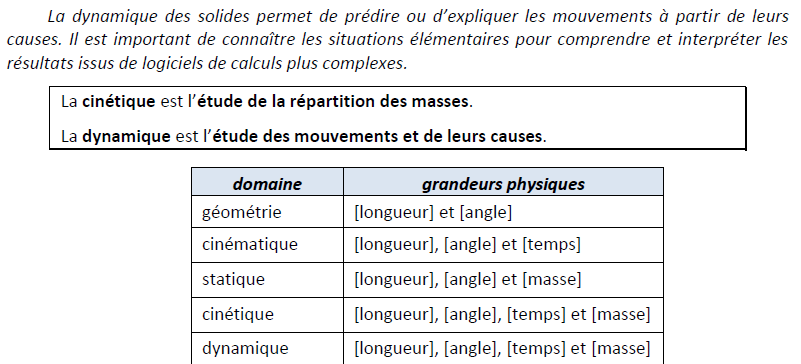 La dynamique des solides permet de prédire ou d’expliquer les mouvements à partir de leurs
causes. Il est important de connaître les situations élémentaires pour comprendre et interpréter les
résultats issus de logiciels de calculs plus complexes.
La cinétique est l’étude de la répartition des masses.
La dynamique est l’étude des mouvements et de leurs causes.
domaine grandeurs physiques
géométrie [longueur] et [angle]
cinématique [longueur], [angle] et [temps]
statique [longueur], [angle] et [masse]
cinétique [longueur], [angle], [temps] et [masse]
dynamique [longueur], [angle], [temps] et [masse]